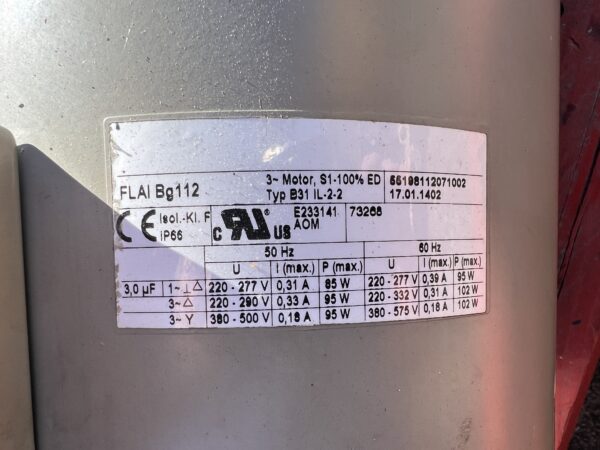 FLAI Bg112 3~ Motor, S1-100% ED 55198112071002
Typ B31 IL-2-2 17.01.1402
CE Isol.-Kl. F IP66 c RU US E233141 AOM 73268
50 Hz 60 Hz
U I (max.) P (max.) U I (max.) P (max.)
3,0 µF 1~ ⊥ △ 220 - 277 V 0,31 A 85 W 220 - 277 V 0,39 A 95 W
3~ △ 220 - 290 V 0,33 A 95 W 220 - 332 V 0,31 A 102 W
3~ Y 380 - 500 V 0,18 A 95 W 380 - 575 V 0,18 A 102 W